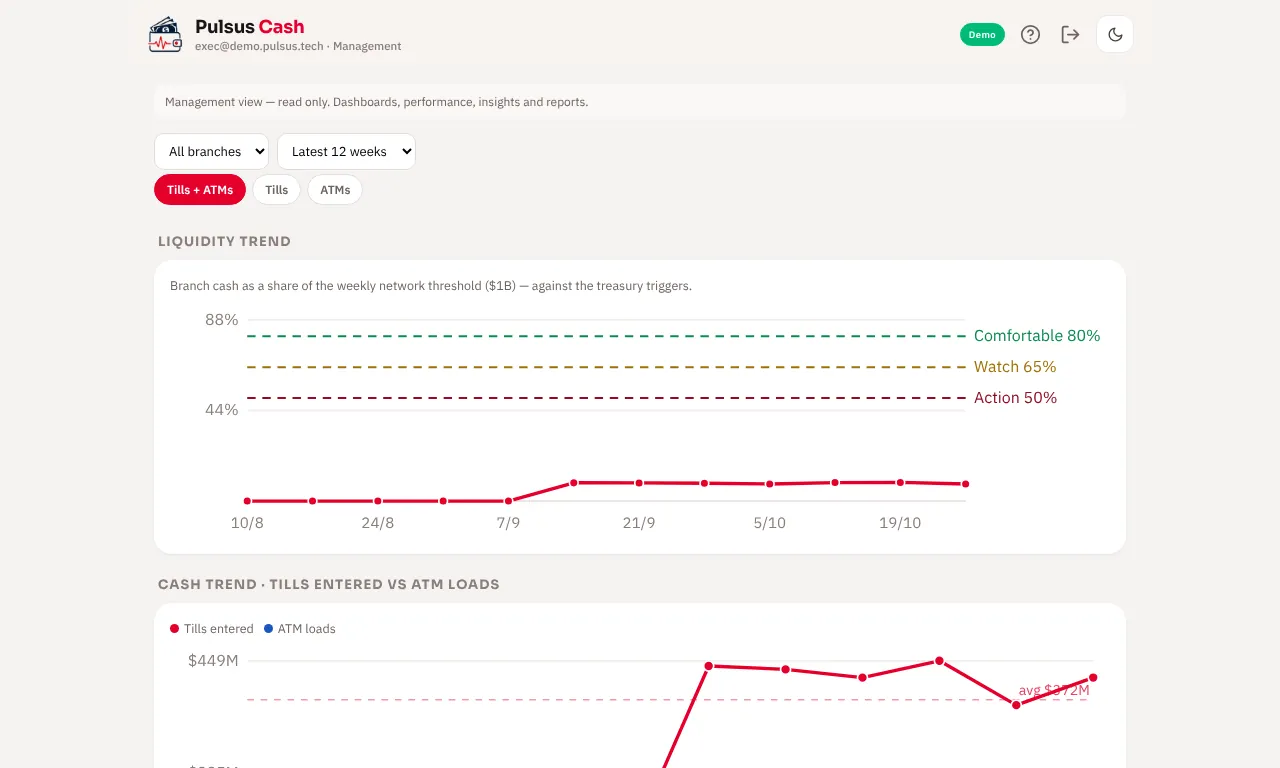 Pulsus Cash
exec@demo.pulsus.tech · Management
Demo
Management view — read only. Dashboards, performance, insights and reports.
All branches
Latest 12 weeks
Tills + ATMs
Tills
ATMs
LIQUIDITY TREND
Branch cash as a share of the weekly network threshold ($1B) — against the treasury triggers.
88%
Comfortable 80%
Watch 65%
Action 50%
44%
10/8 24/8 7/9 21/9 5/10 19/10
CASH TREND · TILLS ENTERED VS ATM LOADS
Tills entered
ATM loads
$449M
avg $372M